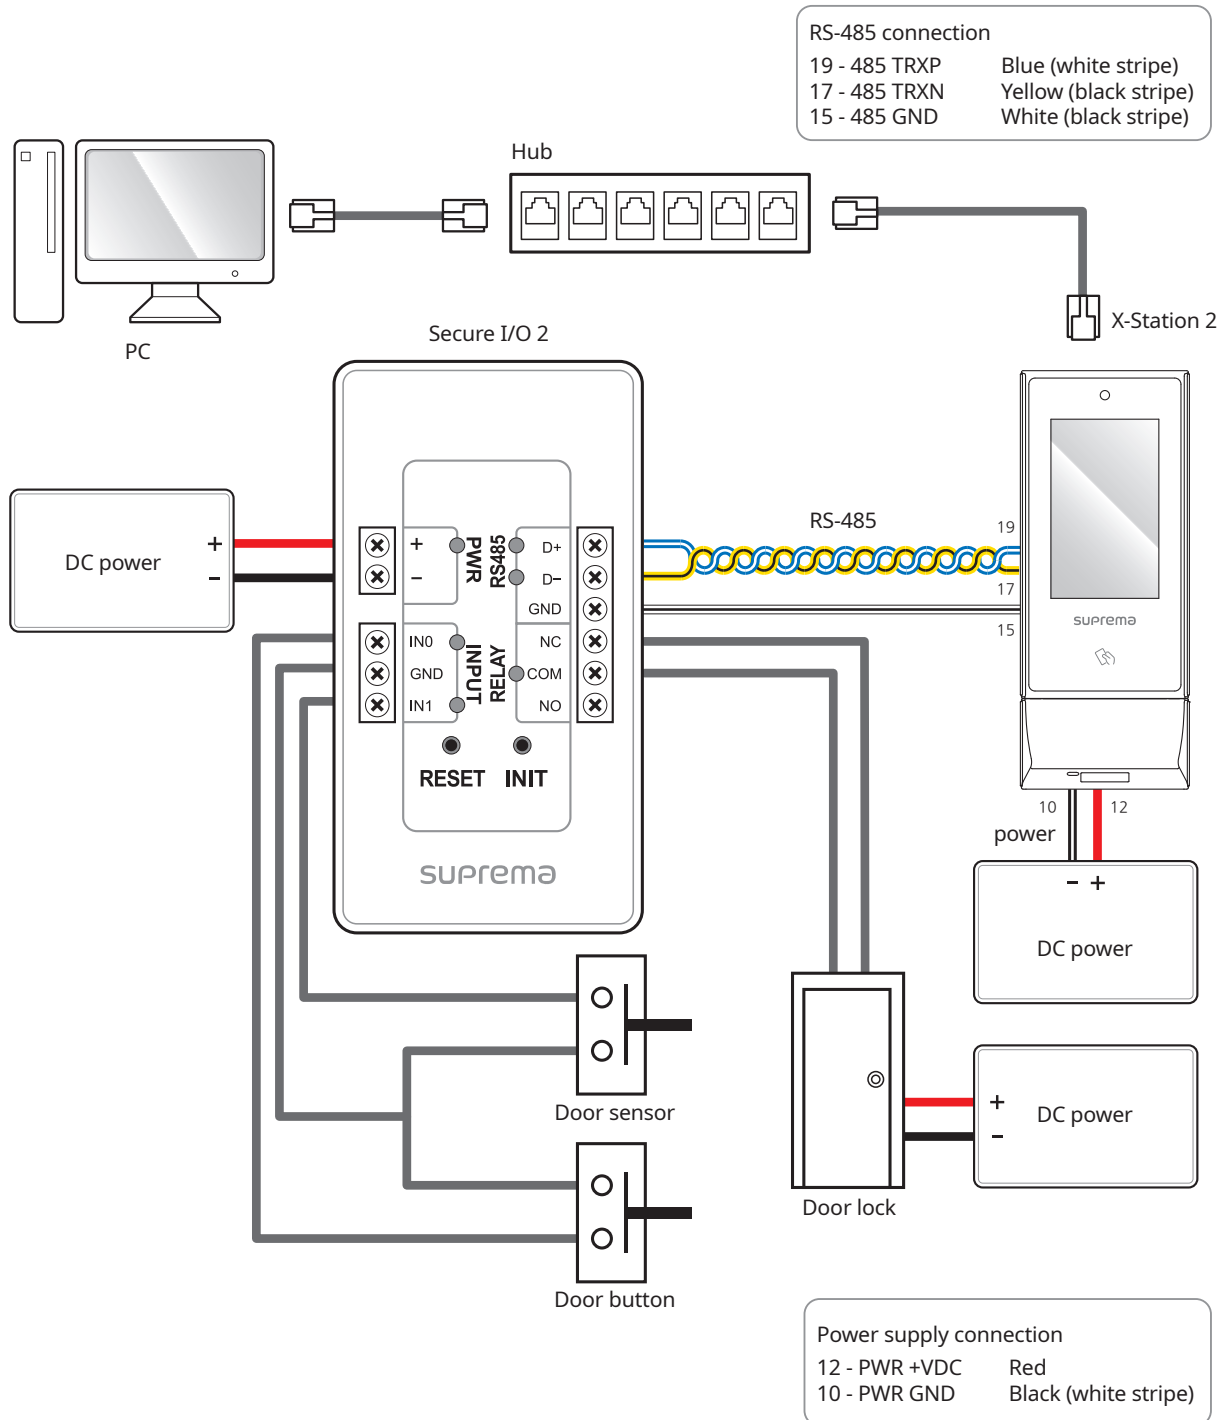 RS-485 connection
19 - 485 TRXP Blue (white stripe)
17 - 485 TRXN Yellow (black stripe)
15 - 485 GND White (black stripe)
Hub
X-Station 2
PC
Secure I/O 2
DC power
+
−
+
−
PWR
RS485
D+
D−
GND
IN0
GND
IN1
INPUT
RELAY
NC
COM
NO
RESET INIT
suprema
RS-485
19
17
15
suprema
10 12
power
− +
DC power
Door sensor
Door button
Door lock
+
−
DC power
Power supply connection
12 - PWR +VDC Red
10 - PWR GND Black (white stripe)